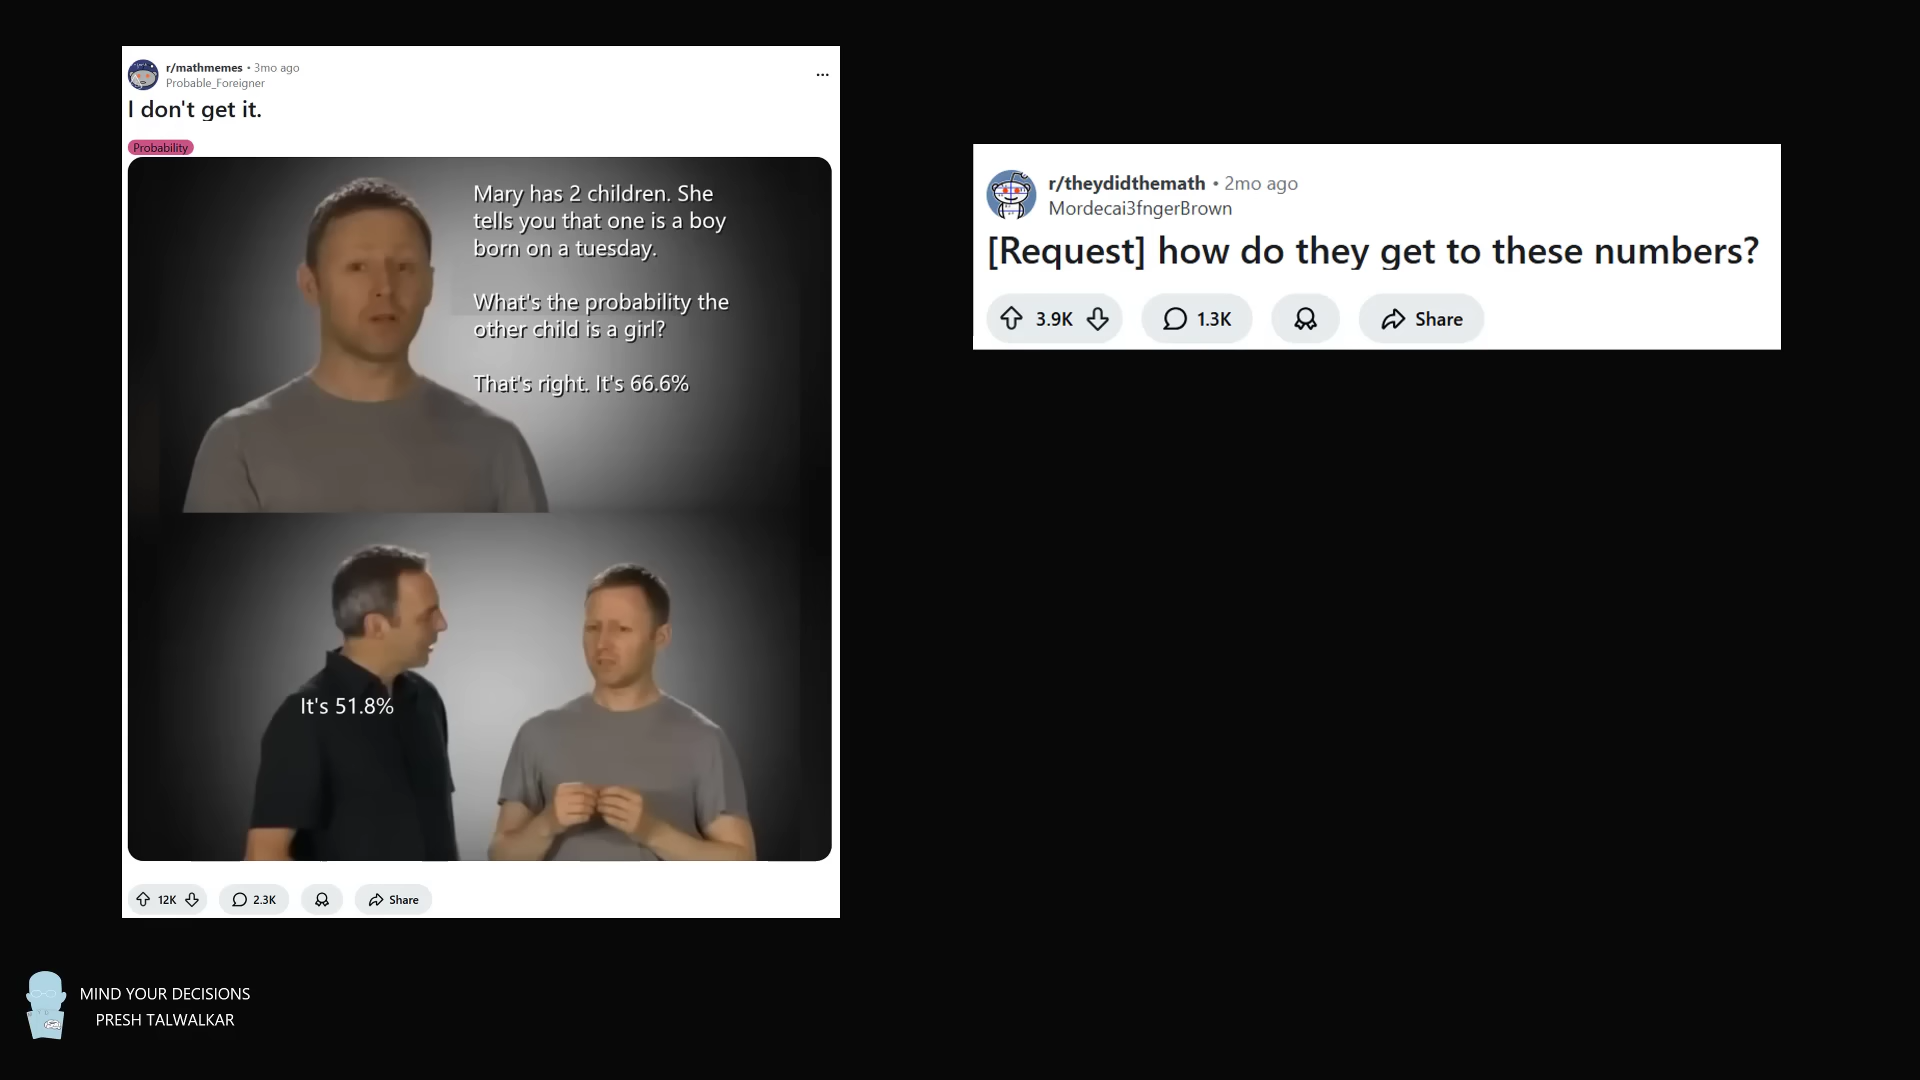 r/mathmemes • 3mo ago
Probable_Foreigner
I don't get it.
Probability
Mary has 2 children. She
tells you that one is a boy
born on a tuesday.
What's the probability the
other child is a girl?
That's right. It's 66.6%
It's 51.8%
12K
2.3K
Share
r/theydidthemath • 2mo ago
Mordecai3fngerBrown
[Request] how do they get to these numbers?
3.9K
1.3K
Share
MIND YOUR DECISIONS
PRESH TALWALKAR